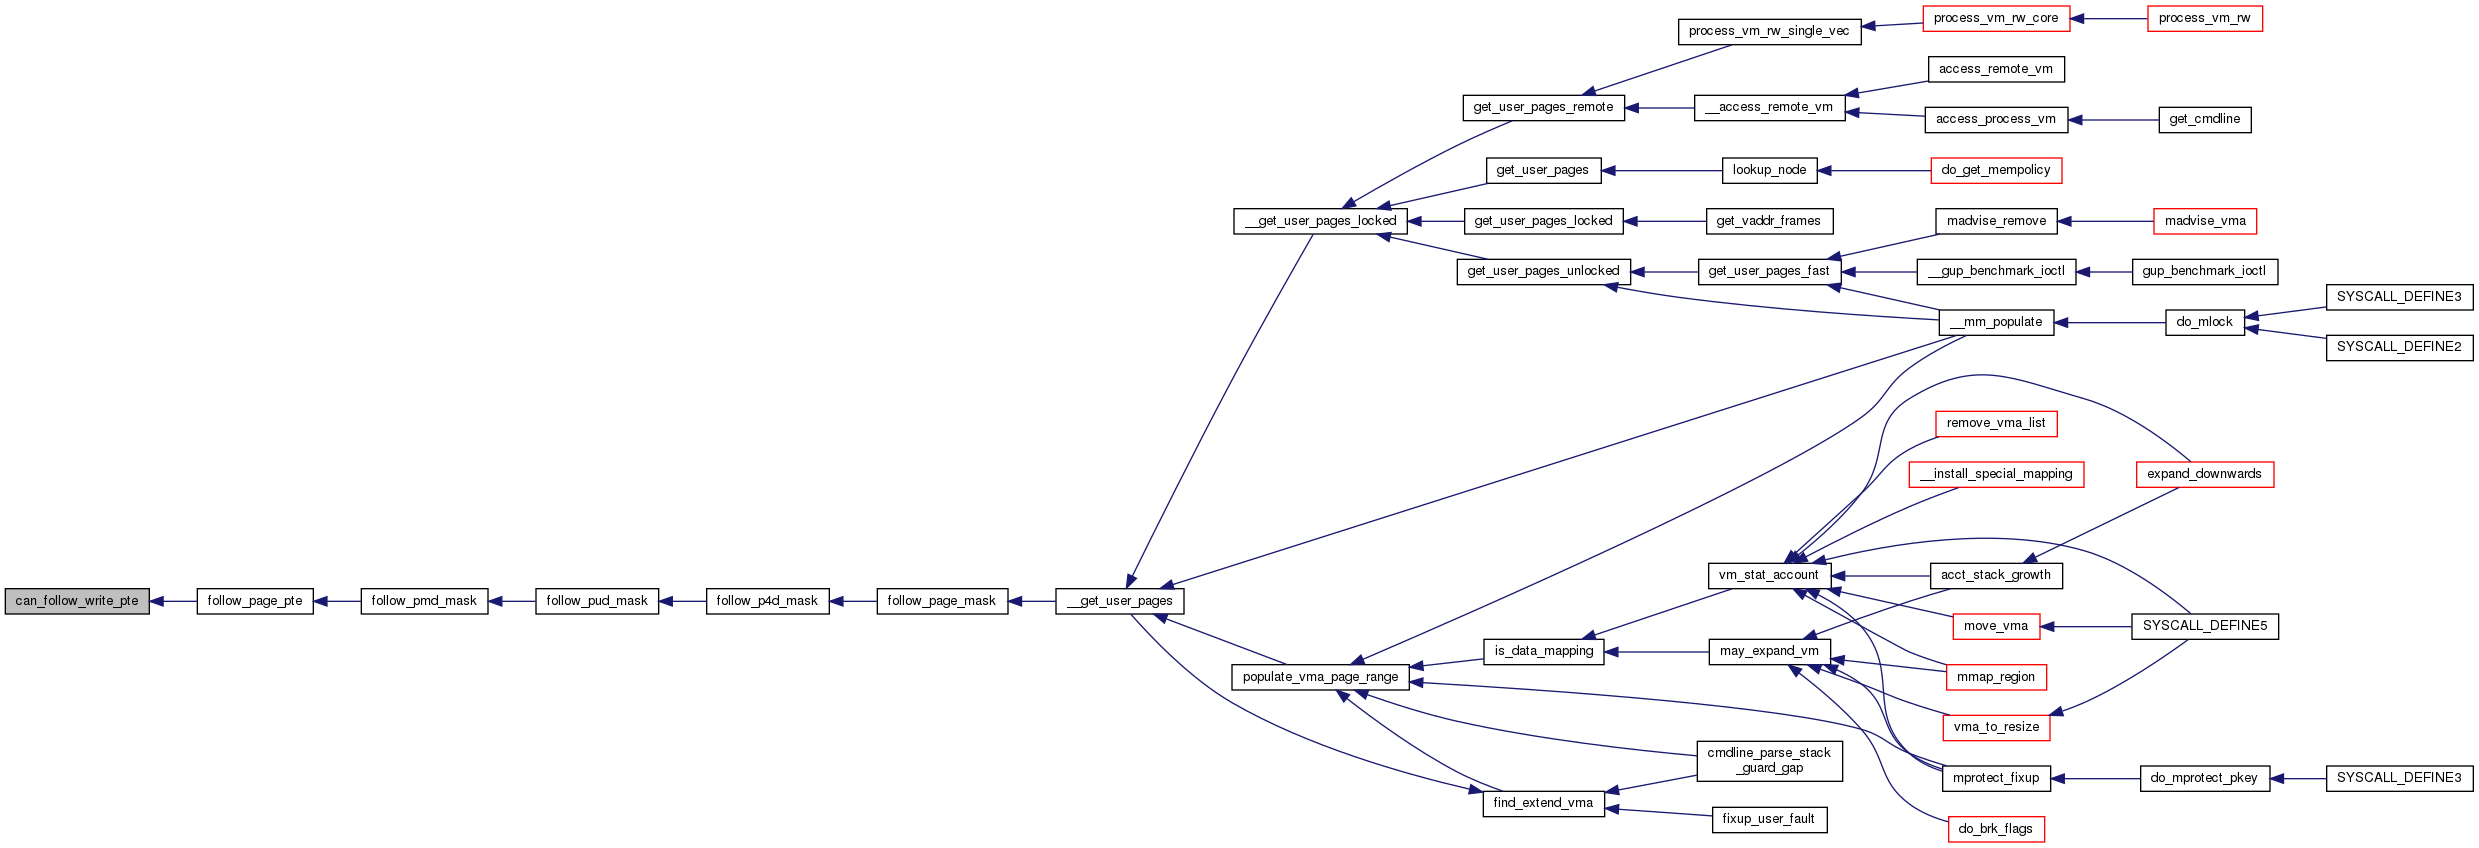 process_vm_rw_core
process_vm_rw
process_vm_rw_single_vec
access_remote_vm
get_user_pages_remote
__access_remote_vm
access_process_vm
get_cmdline
get_user_pages
lookup_node
do_get_mempolicy
__get_user_pages_locked
get_user_pages_locked
get_vaddr_frames
madvise_remove
madvise_vma
get_user_pages_unlocked
get_user_pages_fast
__gup_benchmark_ioctl
gup_benchmark_ioctl
SYSCALL_DEFINE3
__mm_populate
do_mlock
SYSCALL_DEFINE2
remove_vma_list
__install_special_mapping
expand_downwards
vm_stat_account
acct_stack_growth
can_follow_write_pte
follow_page_pte
follow_pmd_mask
follow_pud_mask
follow_p4d_mask
follow_page_mask
__get_user_pages
move_vma
SYSCALL_DEFINE5
is_data_mapping
may_expand_vm
populate_vma_page_range
mmap_region
vma_to_resize
cmdline_parse_stack
_guard_gap
mprotect_fixup
do_mprotect_pkey
SYSCALL_DEFINE3
find_extend_vma
fixup_user_fault
do_brk_flags